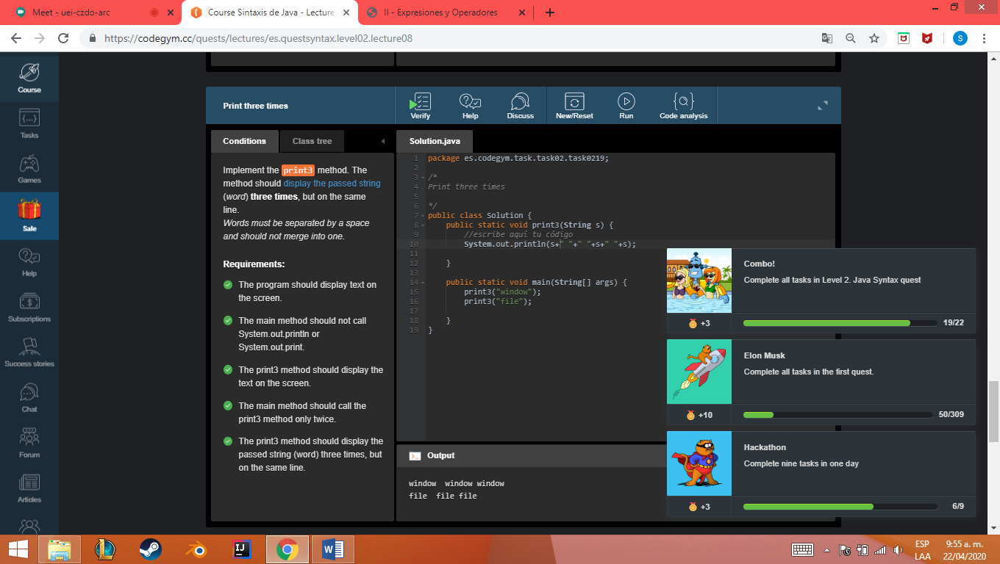 Meet - uei-czdo-arc
Course Sintaxis de Java - Lecture:
II - Expresiones y Operadores
https://codegym.cc/quests/lectures/es.questsyntax.level02.lecture08
S
Course
Tasks
Games
Sale
Help
Subscriptions
Success stories
Chat
Forum
Articles
Print three times
Verify
Help
Discuss
New/Reset
Run
Code analysis
Conditions
Class tree
Implement the print3 method. The
method should display the passed string
(word) three times, but on the same
line.
Words must be separated by a space
and should not merge into one.
Requirements:
The program should display text on
the screen.
The main method should not call
System.out.println or
System.out.print.
The print3 method should display the
text on the screen.
The main method should call the
print3 method only twice.
The print3 method should display the
passed string (word) three times, but
on the same line.
Solution.java
1 package es.codegym.task.task02.task0219;
2
3 /*
4 Print three times
5
6 */
7 public class Solution {
8 public static void print3(String s) {
9 //escribe aquí tu código
10 System.out.println(s+" "+" "+s+" "+s);
11
12 }
13
14 public static void main(String[] args) {
15 print3("window");
16 print3("file");
17
18 }
19 }
Output
window  window window
file  file file
Combo!
Complete all tasks in Level 2. Java Syntax quest
+3
19/22
Elon Musk
Complete all tasks in the first quest.
+10
50/309
Hackathon
Complete nine tasks in one day
+3
6/9
ESP
LAA
9:55 a. m.
22/04/2020